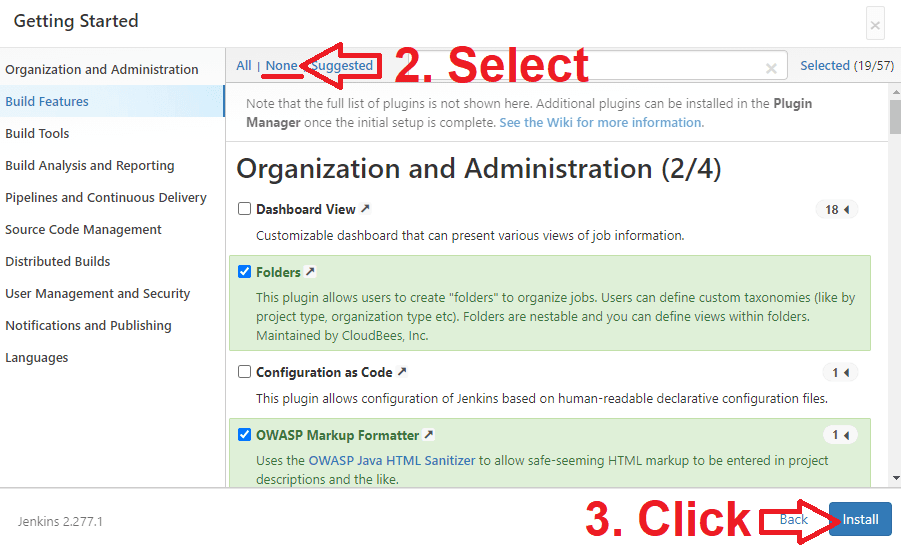 Getting Started
×
Organization and Administration
Build Features
Build Tools
Build Analysis and Reporting
Pipelines and Continuous Delivery
Source Code Management
Distributed Builds
User Management and Security
Notifications and Publishing
Languages
All | None Suggested 2. Select × Selected (19/57)
Note that the full list of plugins is not shown here. Additional plugins can be installed in the Plugin
Manager once the initial setup is complete. See the Wiki for more information.
Organization and Administration (2/4)
Dashboard View 18
Customizable dashboard that can present various views of job information.
Folders
This plugin allows users to create "folders" to organize jobs. Users can define custom taxonomies (like by
project type, organization type etc). Folders are nestable and you can define views within folders.
Maintained by CloudBees, Inc.
Configuration as Code 1
This plugin allows configuration of Jenkins based on human-readable declarative configuration files.
OWASP Markup Formatter 1
Uses the OWASP Java HTML Sanitizer to allow safe-seeming HTML markup to be entered in project
descriptions and the like.
Jenkins 2.277.1
3. Click Back Install